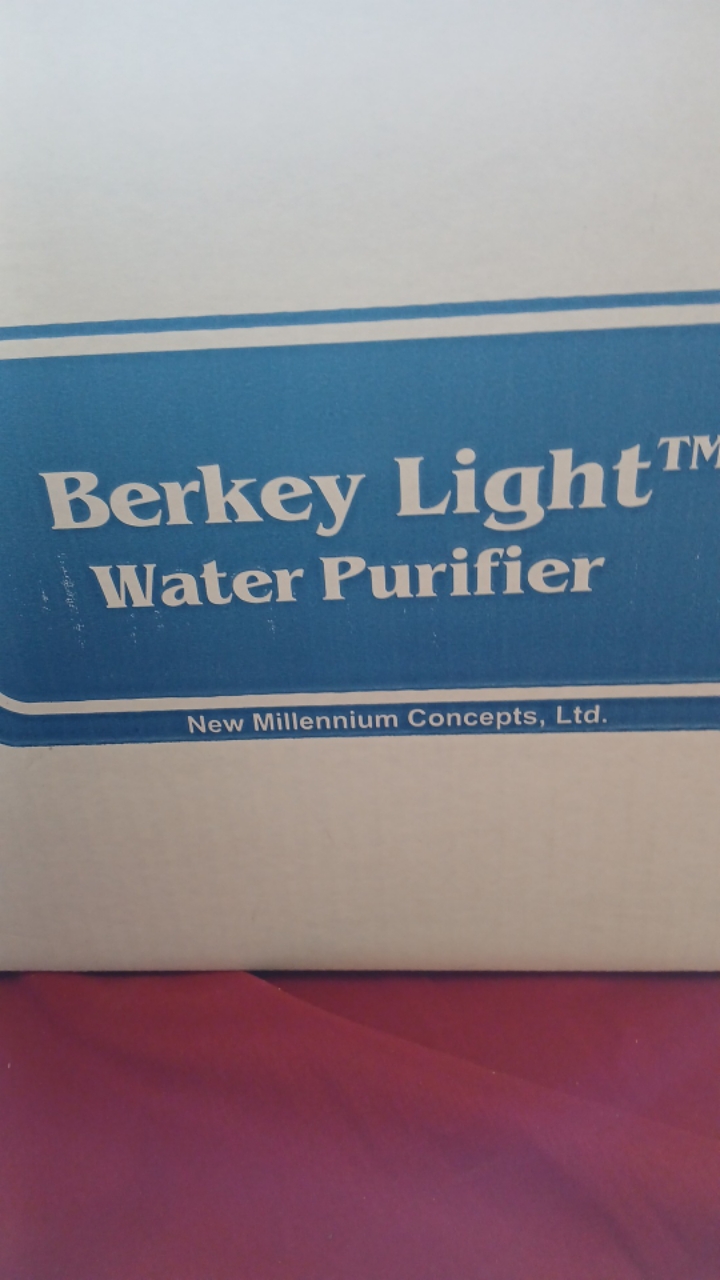 Berkey Light™
Water Purifier
New Millennium Concepts, Ltd.